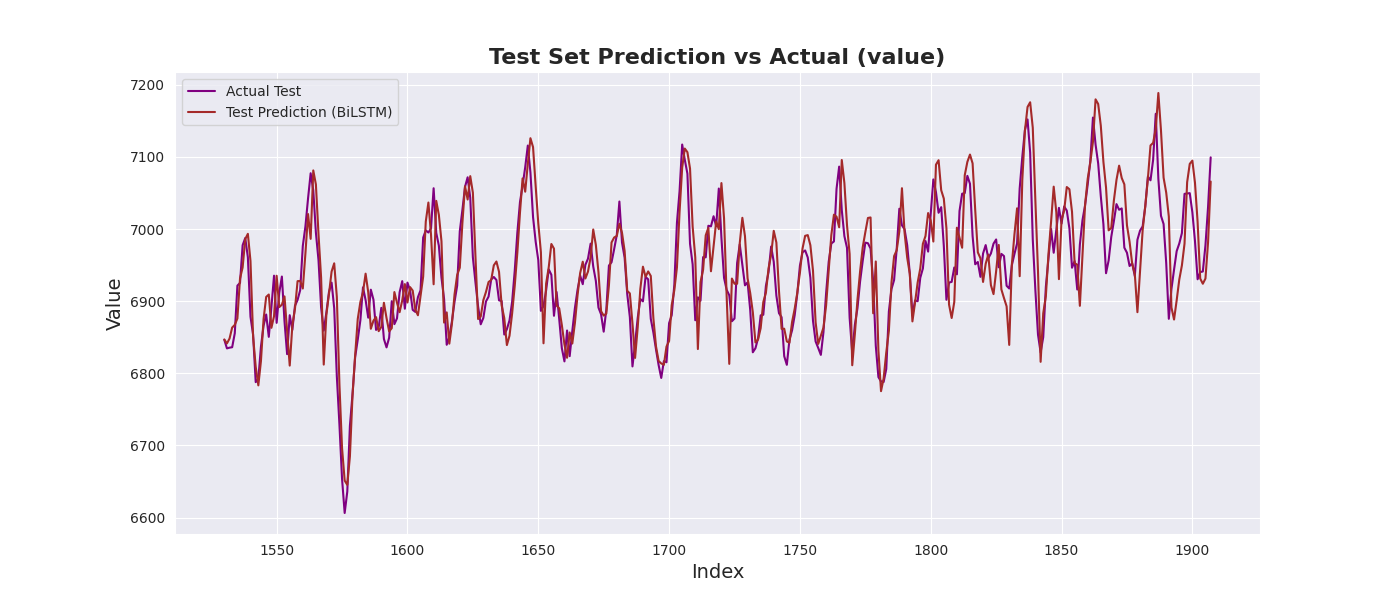 Test Set Prediction vs Actual (value)
Actual Test
Test Prediction (BiLSTM)
Value
7200
7100
7000
6900
6800
6700
6600
1550 1600 1650 1700 1750 1800 1850 1900
Index